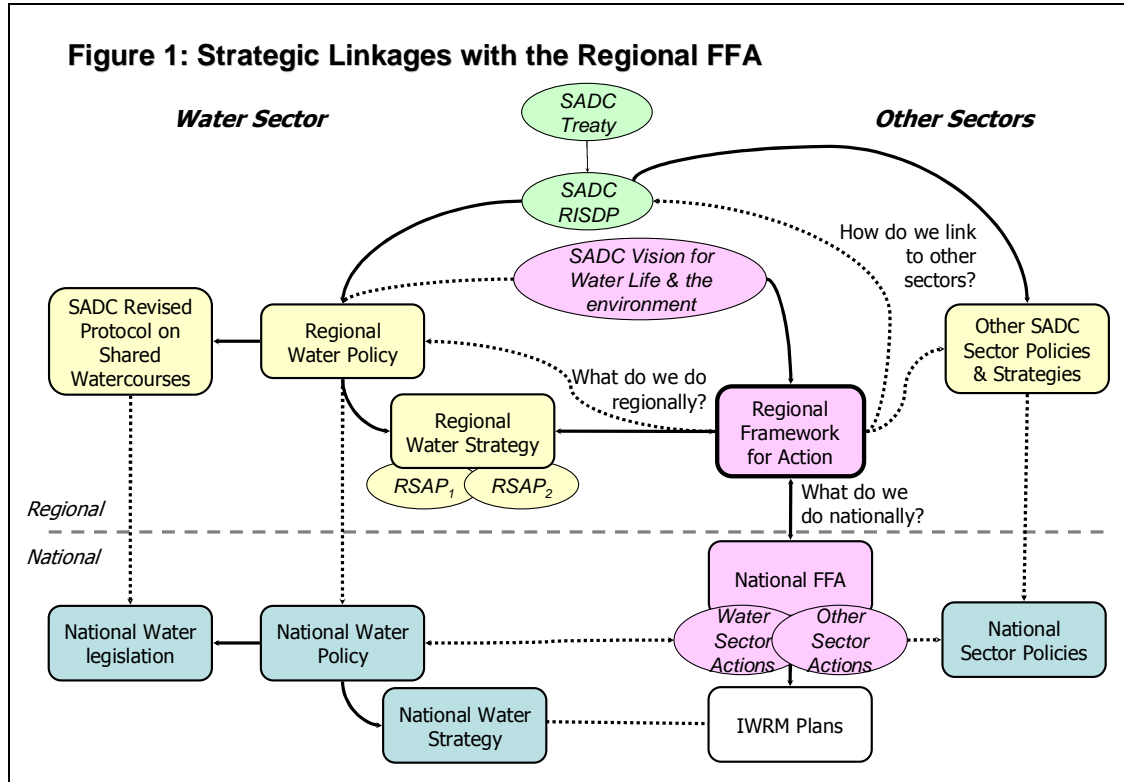 Figure 1: Strategic Linkages with the Regional FFA
Water Sector
SADC
Treaty
Other Sectors
SADC
RISDP
How do we link
to other
sectors?
SADC Vision for
Water Life & the
environment
SADC Revised
Protocol on
Shared
Watercourses
Regional
Water Policy
Other SADC
Sector Policies
& Strategies
What do we do
regionally?
Regional
Water Strategy
RSAP1
RSAP2
Regional
Framework
for Action
What do we
do nationally?
Regional
National
National FFA
Water
Sector
Actions
Other
Sector
Actions
National Water
legislation
National Water
Policy
National
Sector Policies
National Water
Strategy
IWRM Plans